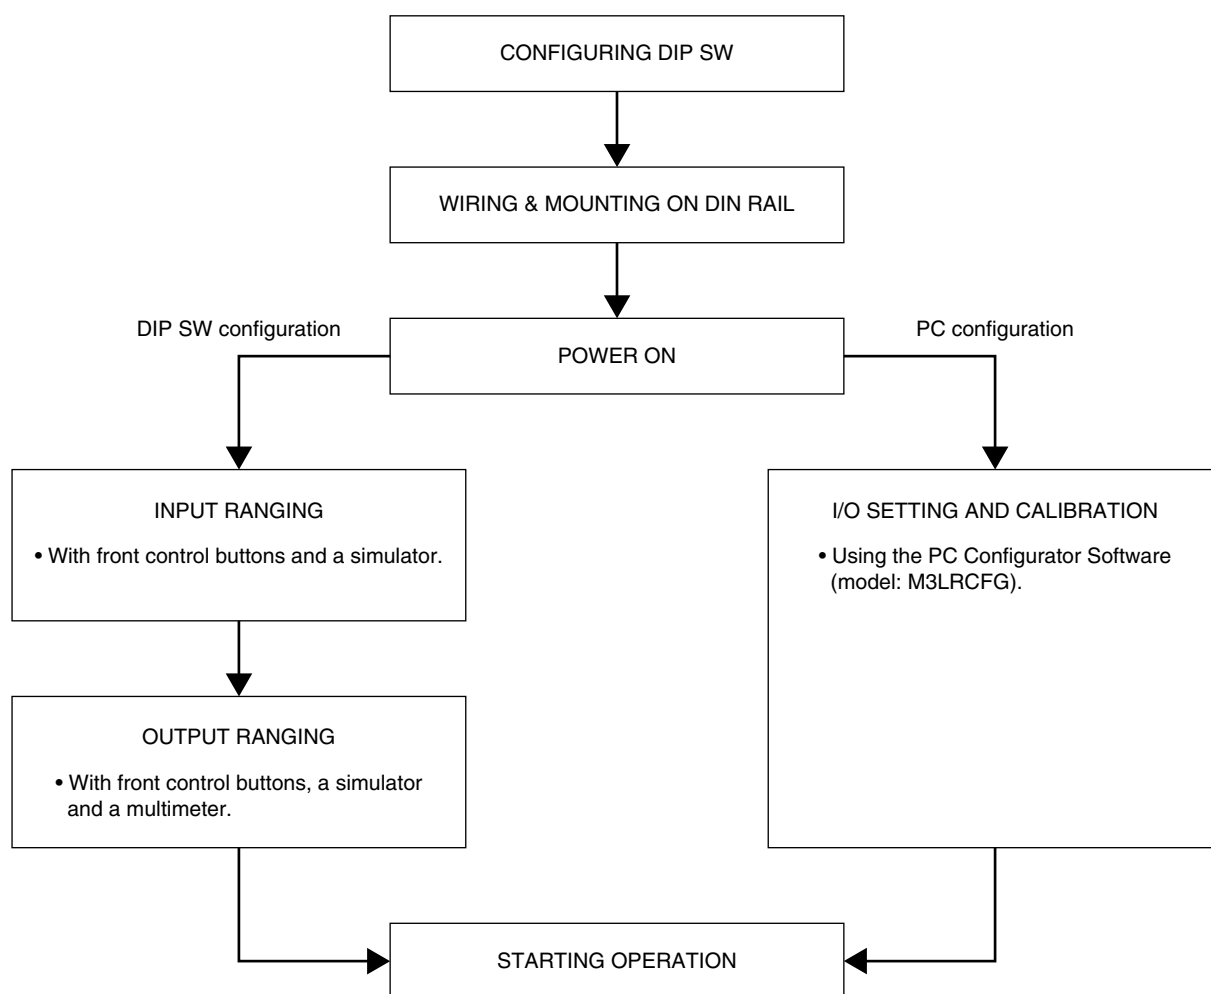 CONFIGURING DIP SW
WIRING & MOUNTING ON DIN RAIL
DIP SW configuration
PC configuration
POWER ON
INPUT RANGING
• With front control buttons and a simulator.
I/O SETTING AND CALIBRATION
• Using the PC Configurator Software
(model: M3LRCFG).
OUTPUT RANGING
• With front control buttons, a simulator
and a multimeter.
STARTING OPERATION